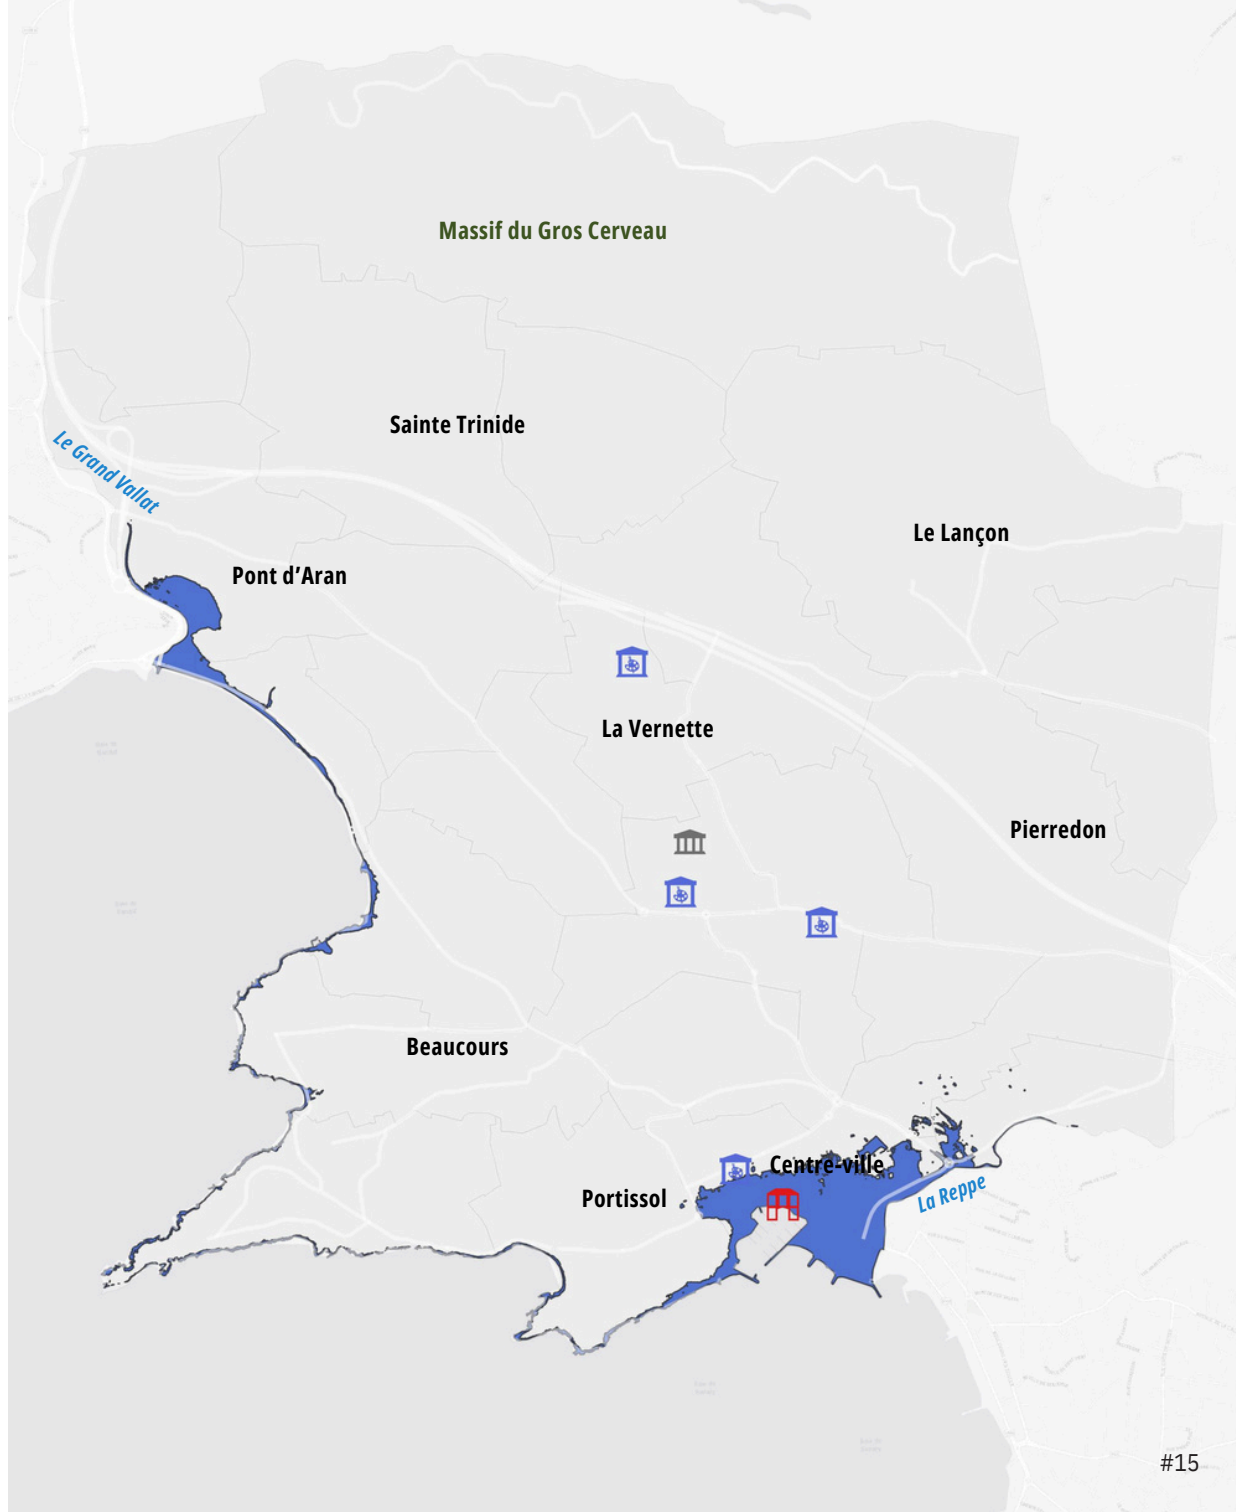 Massif du Gros Cerveau
Sainte Trinide
Le Grand Vallat
Le Lançon
Pont d’Aran
La Vernette
Pierredon
Beaucours
Centre-ville
Portissol
La Reppe
#15